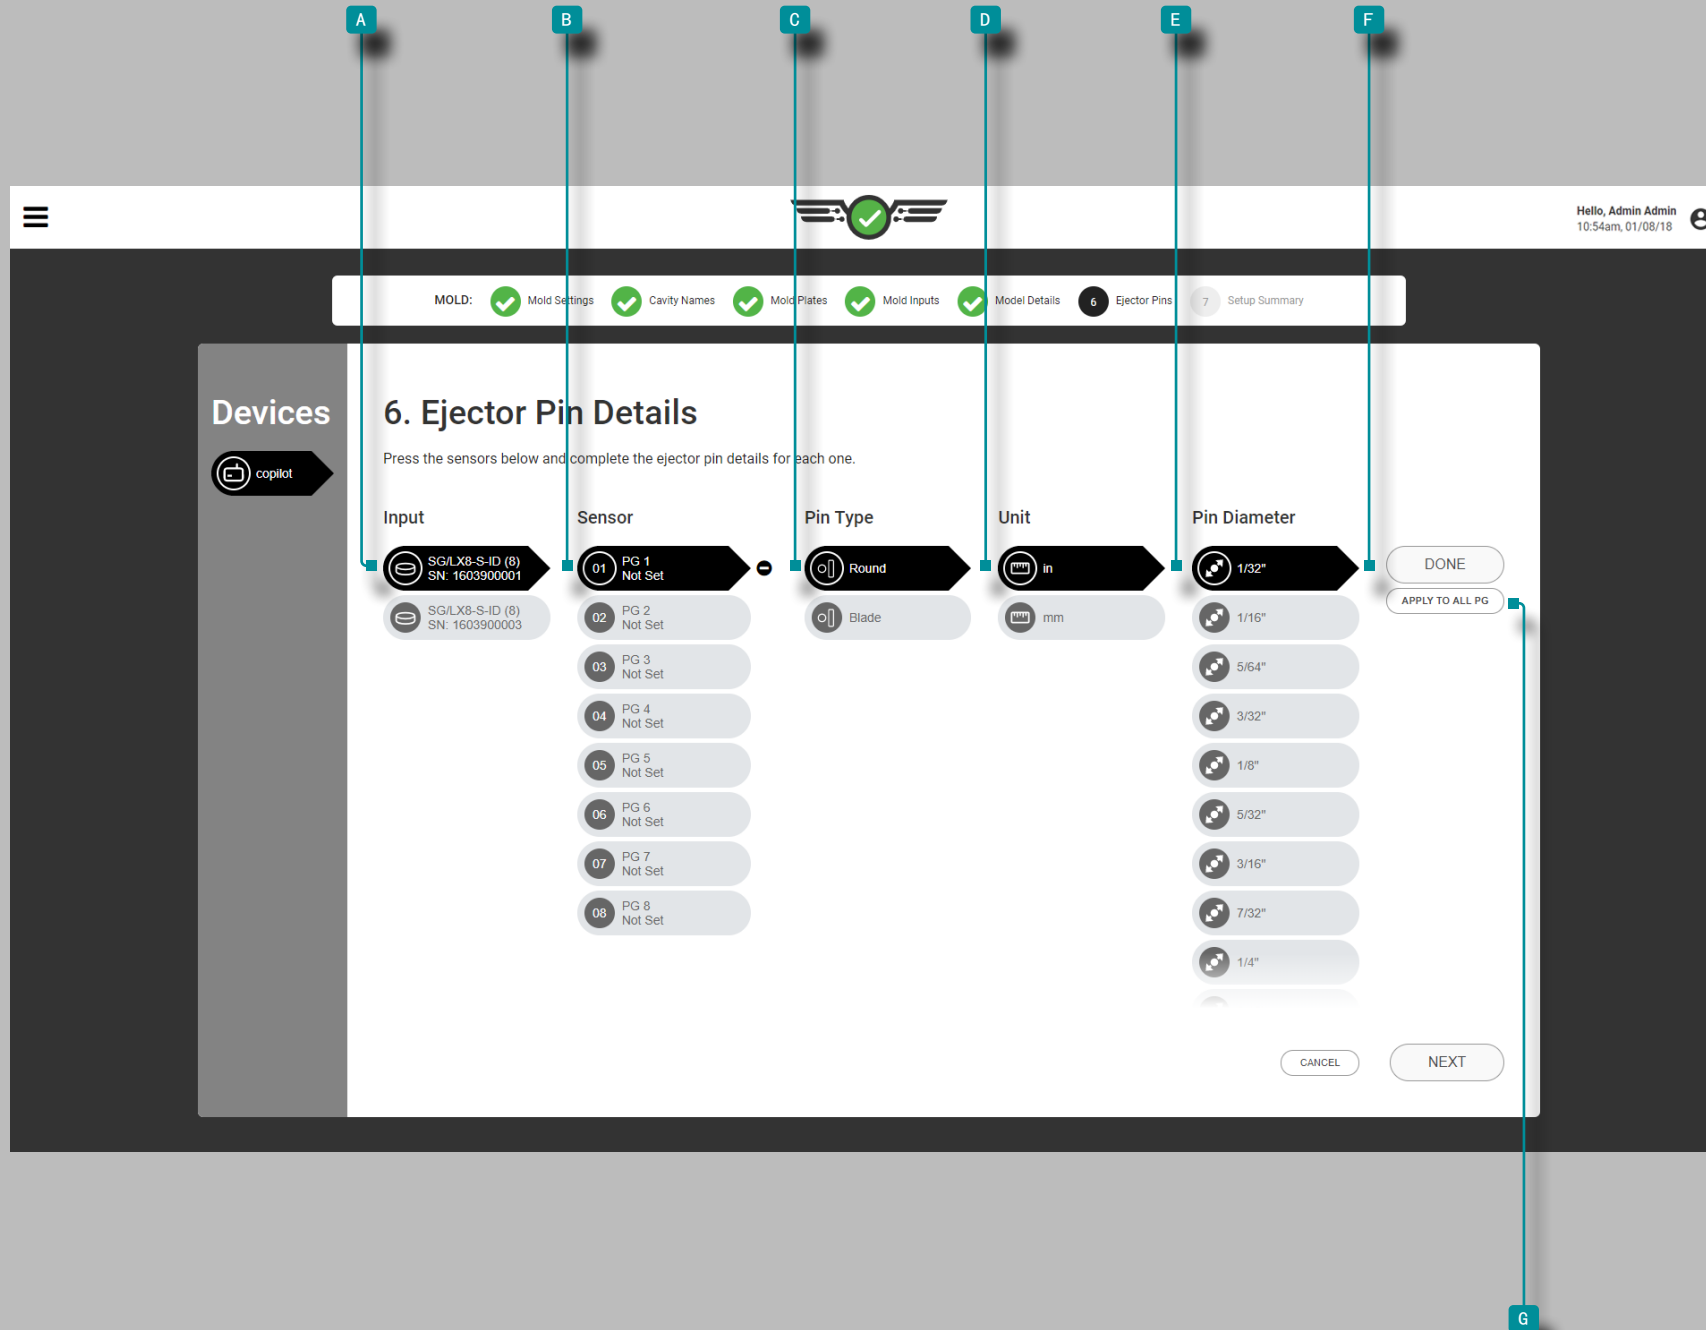 A B C D E F
Hello, Admin Admin
10:54am, 01/08/18
MOLD: Mold Settings Cavity Names Mold Plates Mold Inputs Model Details 6 Ejector Pins 7 Setup Summary
Devices
copilot
6. Ejector Pin Details
Press the sensors below and complete the ejector pin details for each one.
Input
SG/LX8-S-ID (8)
SN: 1603900001
SG/LX8-S-ID (8)
SN: 1603900003
Sensor
01 PG 1
Not Set
02 PG 2
Not Set
03 PG 3
Not Set
04 PG 4
Not Set
05 PG 5
Not Set
06 PG 6
Not Set
07 PG 7
Not Set
08 PG 8
Not Set
Pin Type
Round
Blade
Unit
in
mm
Pin Diameter
1/32"
1/16"
5/64"
3/32"
1/8"
5/32"
3/16"
7/32"
1/4"
DONE
APPLY TO ALL PG
CANCEL
NEXT
G